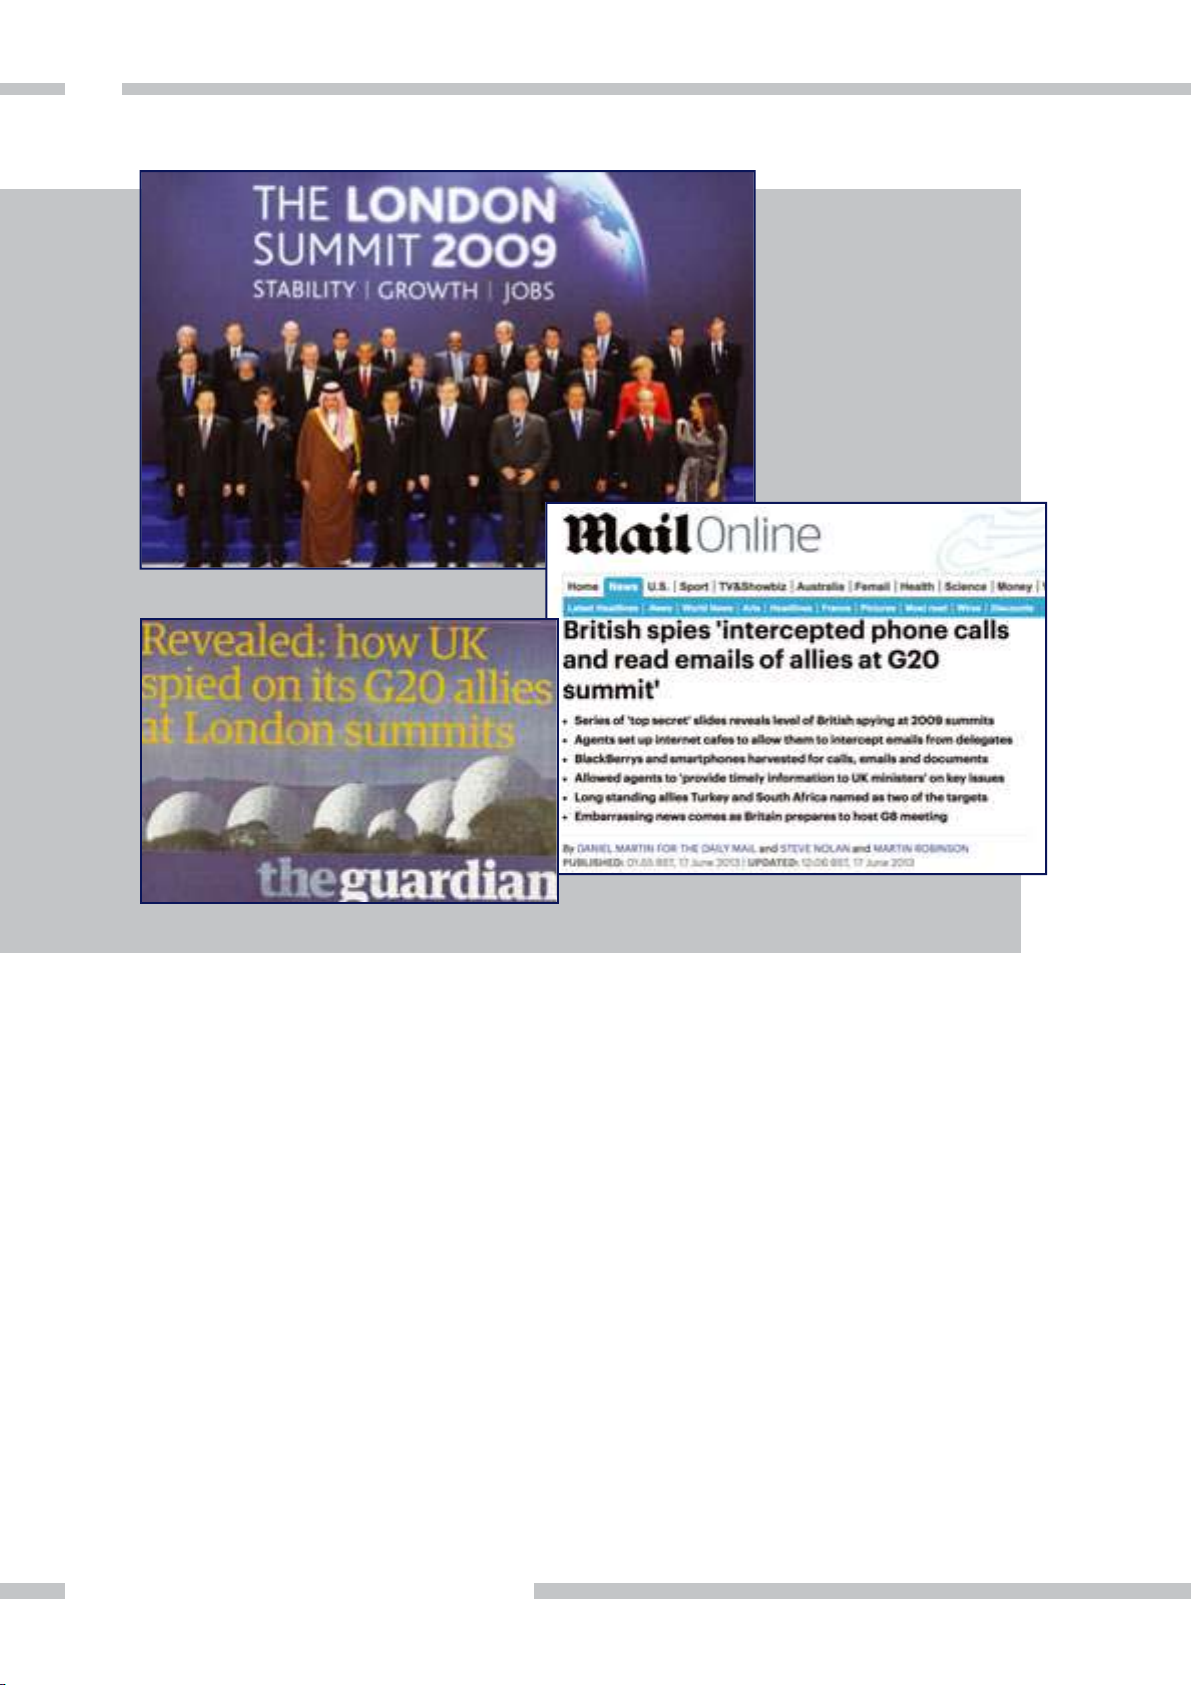 THE LONDON
SUMMIT 2009
STABILITY | GROWTH | JOBS
Mail Online
Home News U.S. | Sport | TV&Showbiz | Australia | Femail | Health | Science | Money |
Latest Headlines | News | World News | Arts | Headlines | France | Pictures | Most read | Wires | Discounts
British spies 'intercepted phone calls
and read emails of allies at G20
summit'
• Series of 'top secret' slides reveals level of British spying at 2009 summits
• Agents set up internet cafes to allow them to intercept emails from delegates
• BlackBerrys and smartphones harvested for calls, emails and documents
• Allowed agents to 'provide timely information to UK ministers' on key issues
• Long standing allies Turkey and South Africa named as two of the targets
• Embarrassing news comes as Britain prepares to host G8 meeting
By DANIEL MARTIN FOR THE DAILY MAIL and STEVE NOLAN and MARTIN ROBINSON
PUBLISHED: 01:55 BST, 17 June 2013 | UPDATED: 12:06 BST, 17 June 2013
Revealed: how UK
spied on its G20 allies
at London summits
theguardian